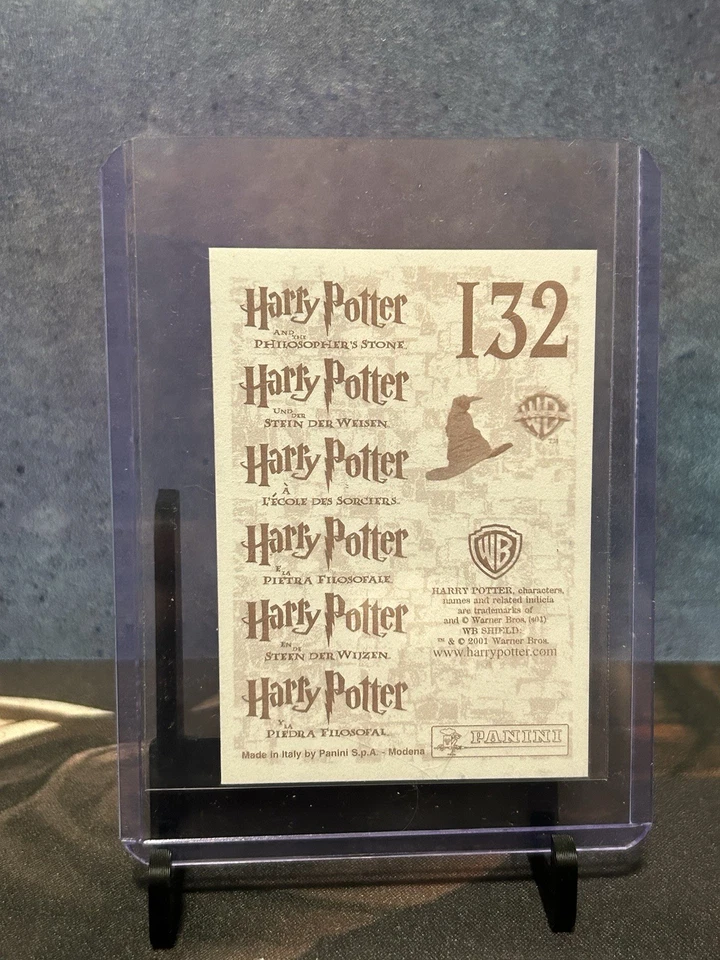 Harry Potter
AND THE
PHILOSOPHER'S STONE
132
Harry Potter
UND DER
STEIN DER WEISEN
Harry Potter
À
L'ÉCOLE DES SORCIERS
Harry Potter
E LA
PIETRA FILOSOFALE
Harry Potter
EN DE
STEEN DER WIJZEN
Harry Potter
Y LA
PIEDRA FILOSOFAL
WB
TM
WB
HARRY POTTER, characters,
names and related indicia
are trademarks of
and © Warner Bros. (s01)
WB SHIELD:
™ & © 2001 Warner Bros.
www.harrypotter.com
PANINI
Made in Italy by Panini S.p.A. - Modena